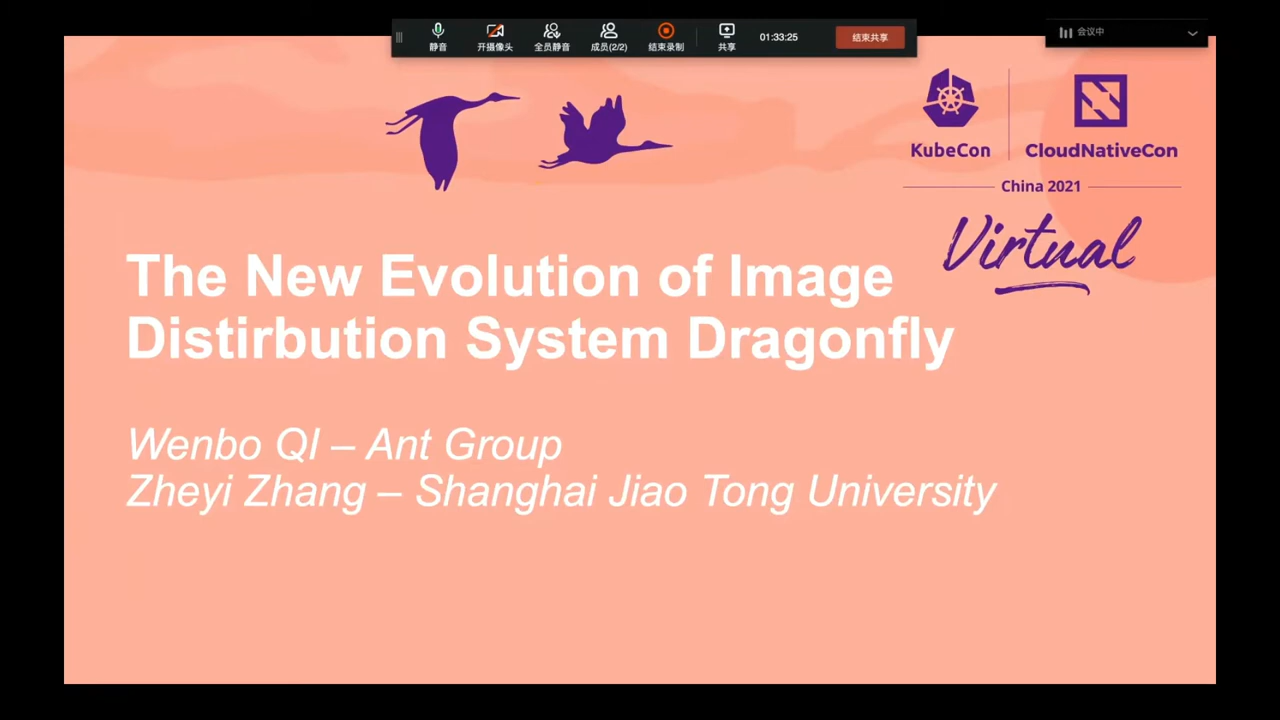 静音
开摄像头
全员静音
成员(2/2)
结束录制
共享
01:33:25
结束共享
会议中
KubeCon
CloudNativeCon
China 2021
Virtual
The New Evolution of Image
Distirbution System Dragonfly
Wenbo QI – Ant Group
Zheyi Zhang – Shanghai Jiao Tong University